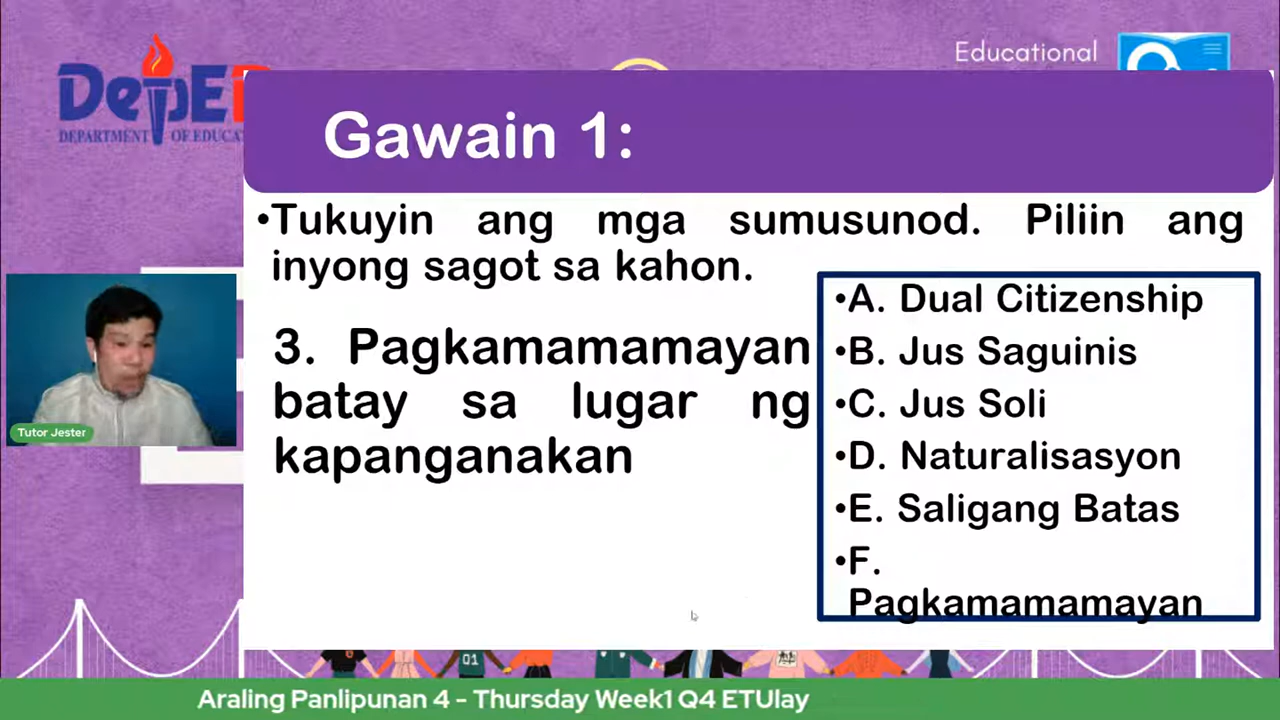 Educational
DepED
DEPARTMENT OF EDUCAT
Gawain 1:
•Tukuyin ang mga sumusunod. Piliin ang
inyong sagot sa kahon.
3. Pagkamamamayan
batay sa lugar ng
kapanganakan
•A. Dual Citizenship
•B. Jus Saguinis
•C. Jus Soli
•D. Naturalisasyon
•E. Saligang Batas
•F.
Pagkamamamayan
Tutor Jester
Q1
Araling Panlipunan 4 - Thursday Week1 Q4 ETUlay